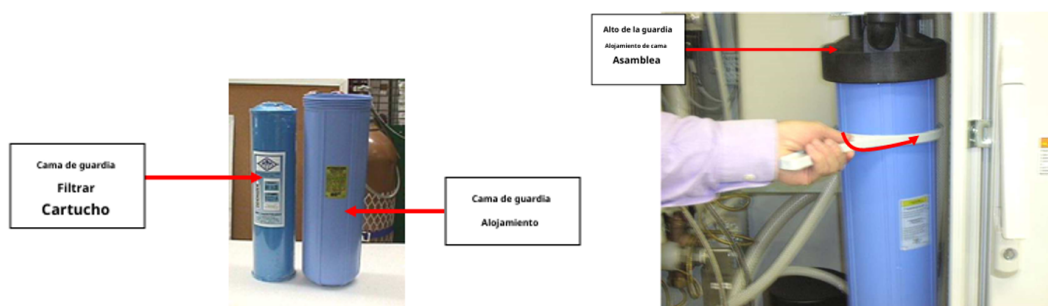 Cama de guardia
Filtrar
Cartucho
Cama de guardia
Alojamiento
Alto de la guardia
Alojamiento de cama
Asamblea